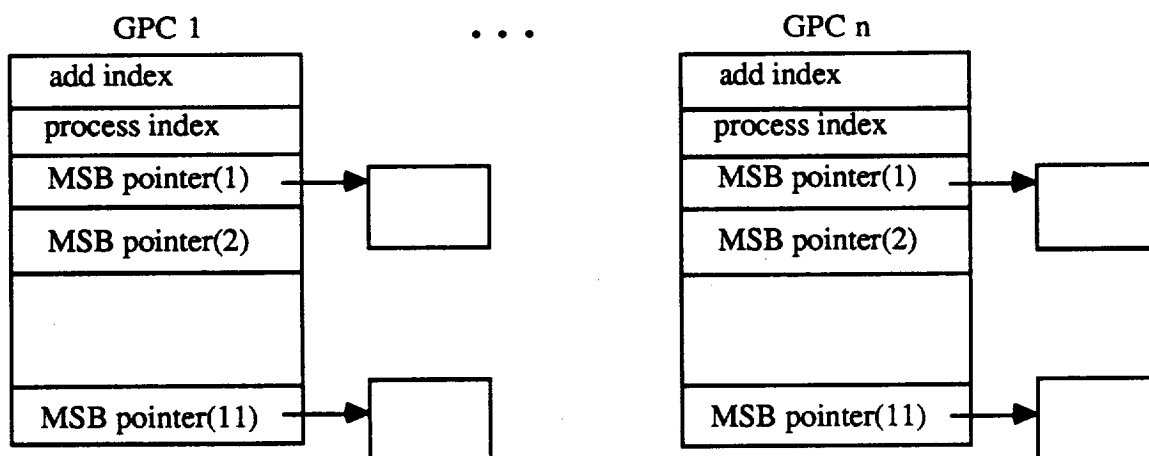 GPC 1 . . . GPC n
add index
process index
MSB pointer(1)
MSB pointer(2)
MSB pointer(11)
add index
process index
MSB pointer(1)
MSB pointer(2)
MSB pointer(11)